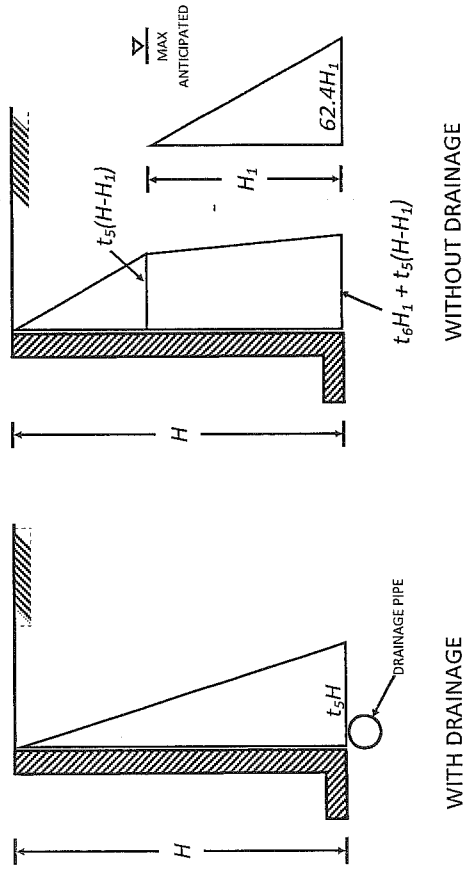 H
t₅H
DRAINAGE PIPE
WITH DRAINAGE
H
t₅(H-H₁)
t₆H₁ + t₅(H-H₁)
H₁
62.4H₁
MAX
ANTICIPATED
WITHOUT DRAINAGE